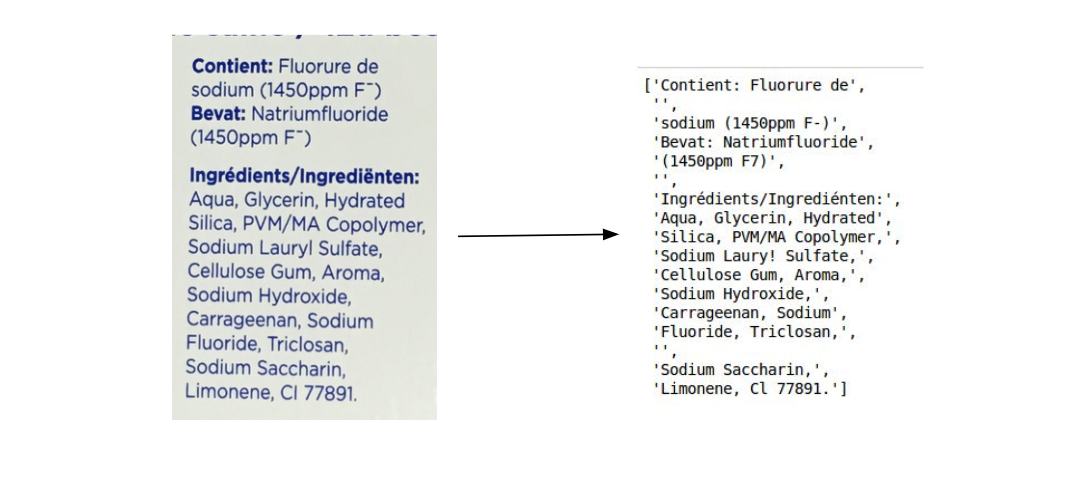 Contient: Fluorure de
sodium (1450ppm F⁻)
Bevat: Natriumfluoride
(1450ppm F⁻)
Ingrédients/Ingrediënten:
Aqua, Glycerin, Hydrated
Silica, PVM/MA Copolymer,
Sodium Lauryl Sulfate,
Cellulose Gum, Aroma,
Sodium Hydroxide,
Carrageenan, Sodium
Fluoride, Triclosan,
Sodium Saccharin,
Limonene, CI 77891.
['Contient: Fluorure de',
'',
'sodium (1450ppm F-)',
'Bevat: Natriumfluoride',
'(1450ppm F7)',
'',
'Ingrédients/Ingrediénten:',
'Aqua, Glycerin, Hydrated',
'Silica, PVM/MA Copolymer,',
'Sodium Laury! Sulfate,',
'Cellulose Gum, Aroma,',
'Sodium Hydroxide,',
'Carrageenan, Sodium',
'Fluoride, Triclosan,',
'',
'Sodium Saccharin,',
'Limonene, Cl 77891.']